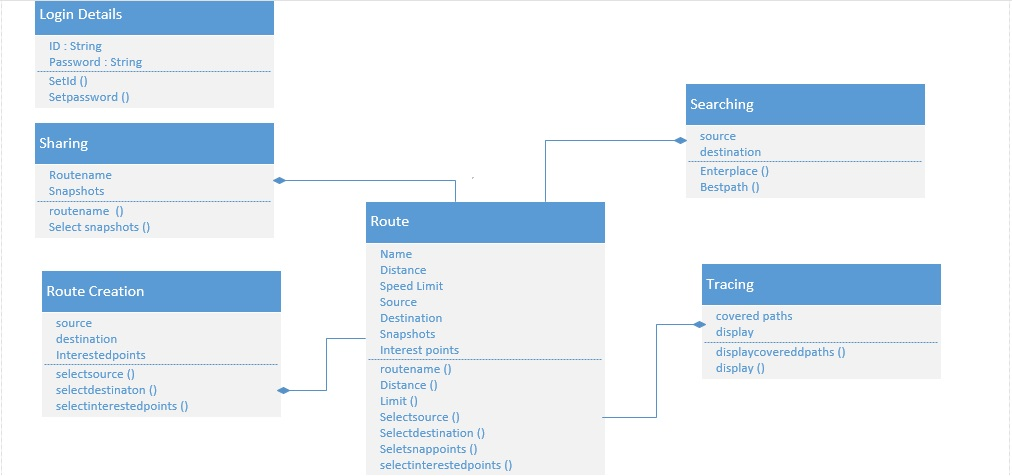 Login Details
ID : String
Password : String
SetId ()
Setpassword ()
Sharing
Routename
Snapshots
routename  ()
Select snapshots ()
Route Creation
source
destination
Interestedpoints
selectsource ()
selectdestinaton ()
selectinterestedpoints ()
Route
Name
Distance
Speed Limit
Source
Destination
Snapshots
Interest points
routename ()
Distance ()
Limit ()
Selectsource ()
Selectdestination ()
Seletsnappoints ()
selectinterestedpoints ()
Searching
source
destination
Enterplace ()
Bestpath ()
Tracing
covered paths
display
displaycovereddpaths ()
display ()